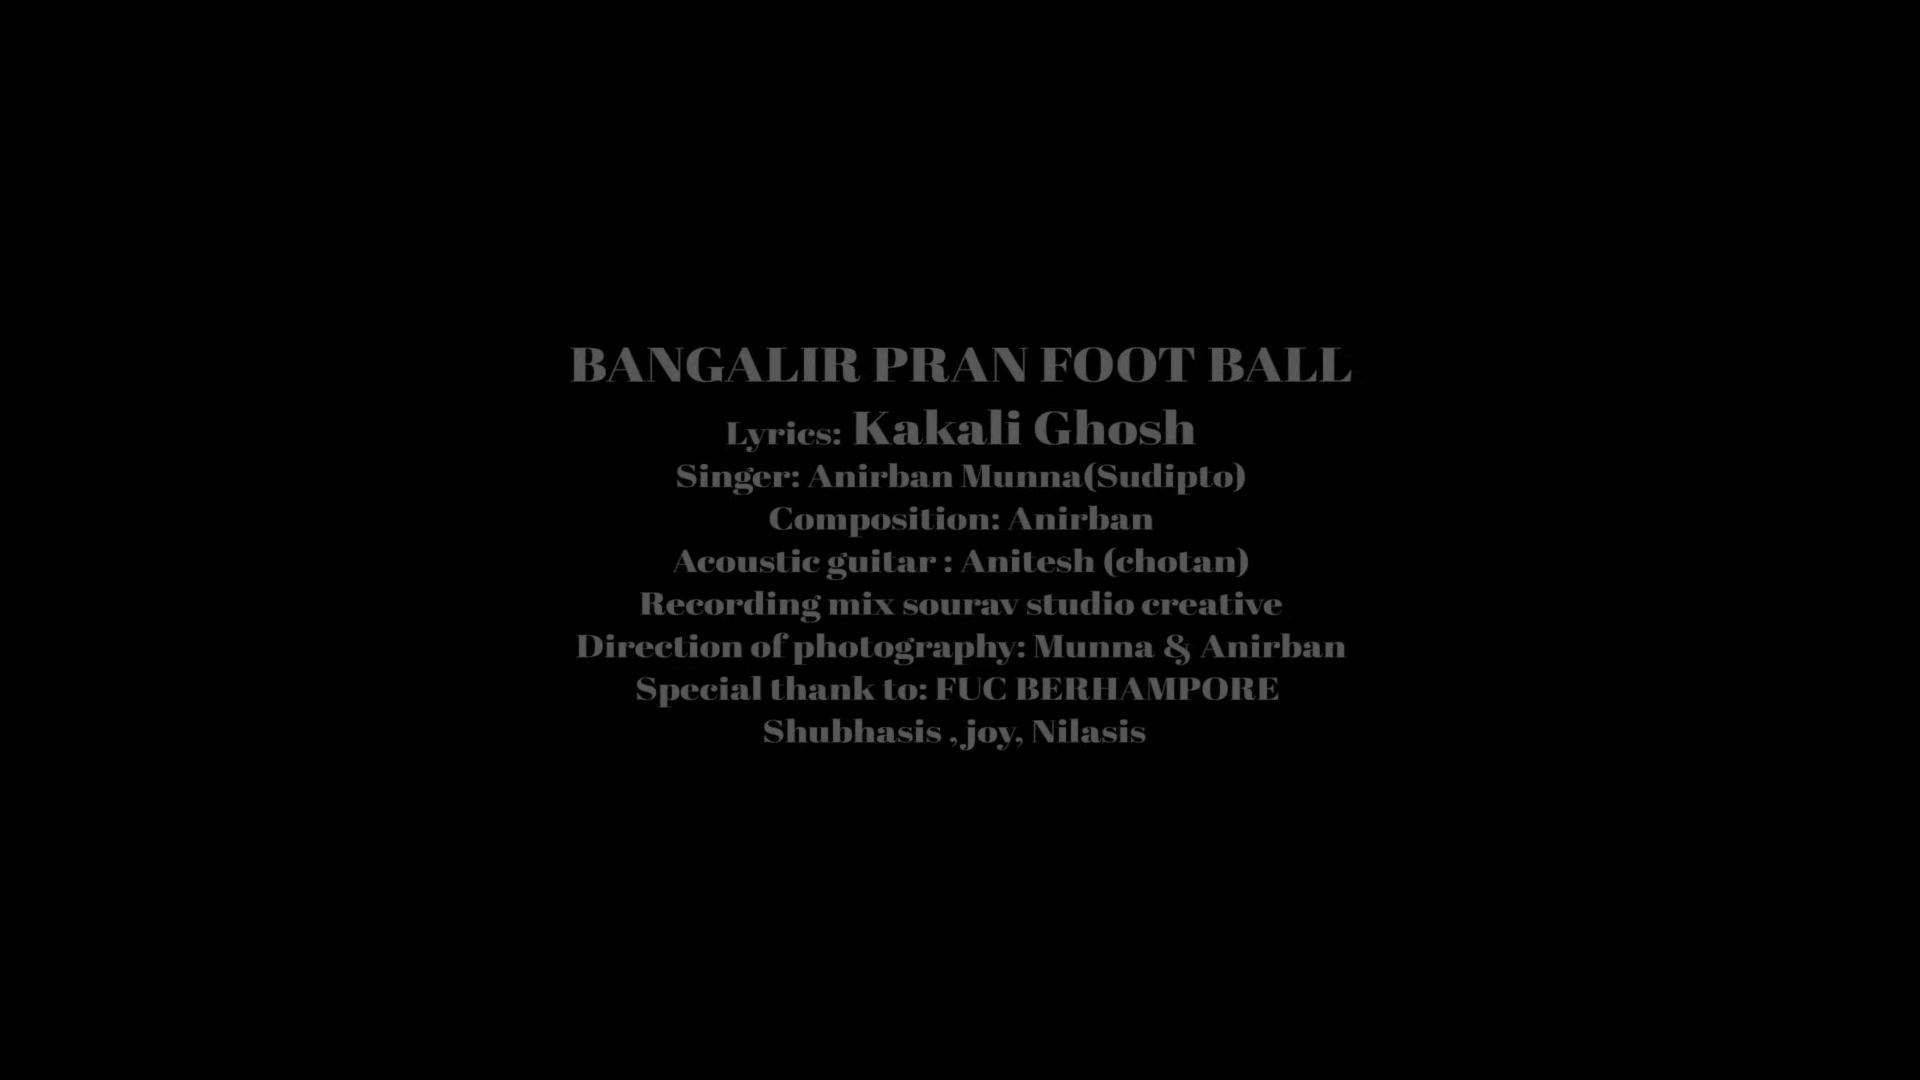 BANGALIR PRAN FOOT BALL
Lyrics: Kakali Ghosh
Singer: Anirban Munna(Sudipto)
Composition: Anirban
Acoustic guitar : Anitesh (chotan)
Recording mix sourav studio creative
Direction of photography: Munna & Anirban
Special thank to: FUC BERHAMPORE
Shubhasis , joy, Nilasis